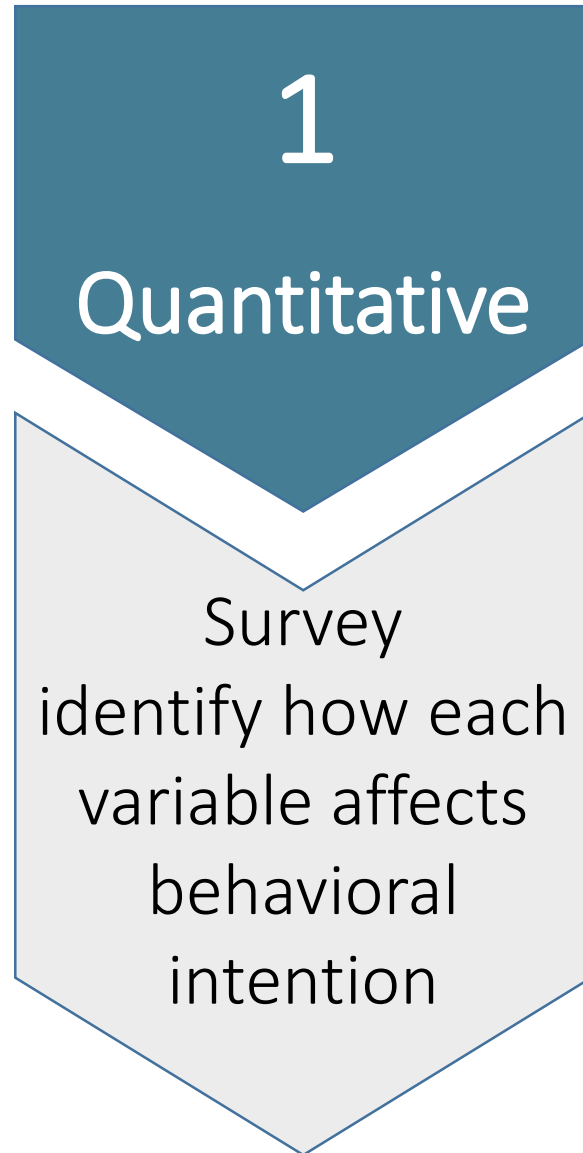 1
Quantitative
Survey
identify how each
variable affects
behavioral
intention